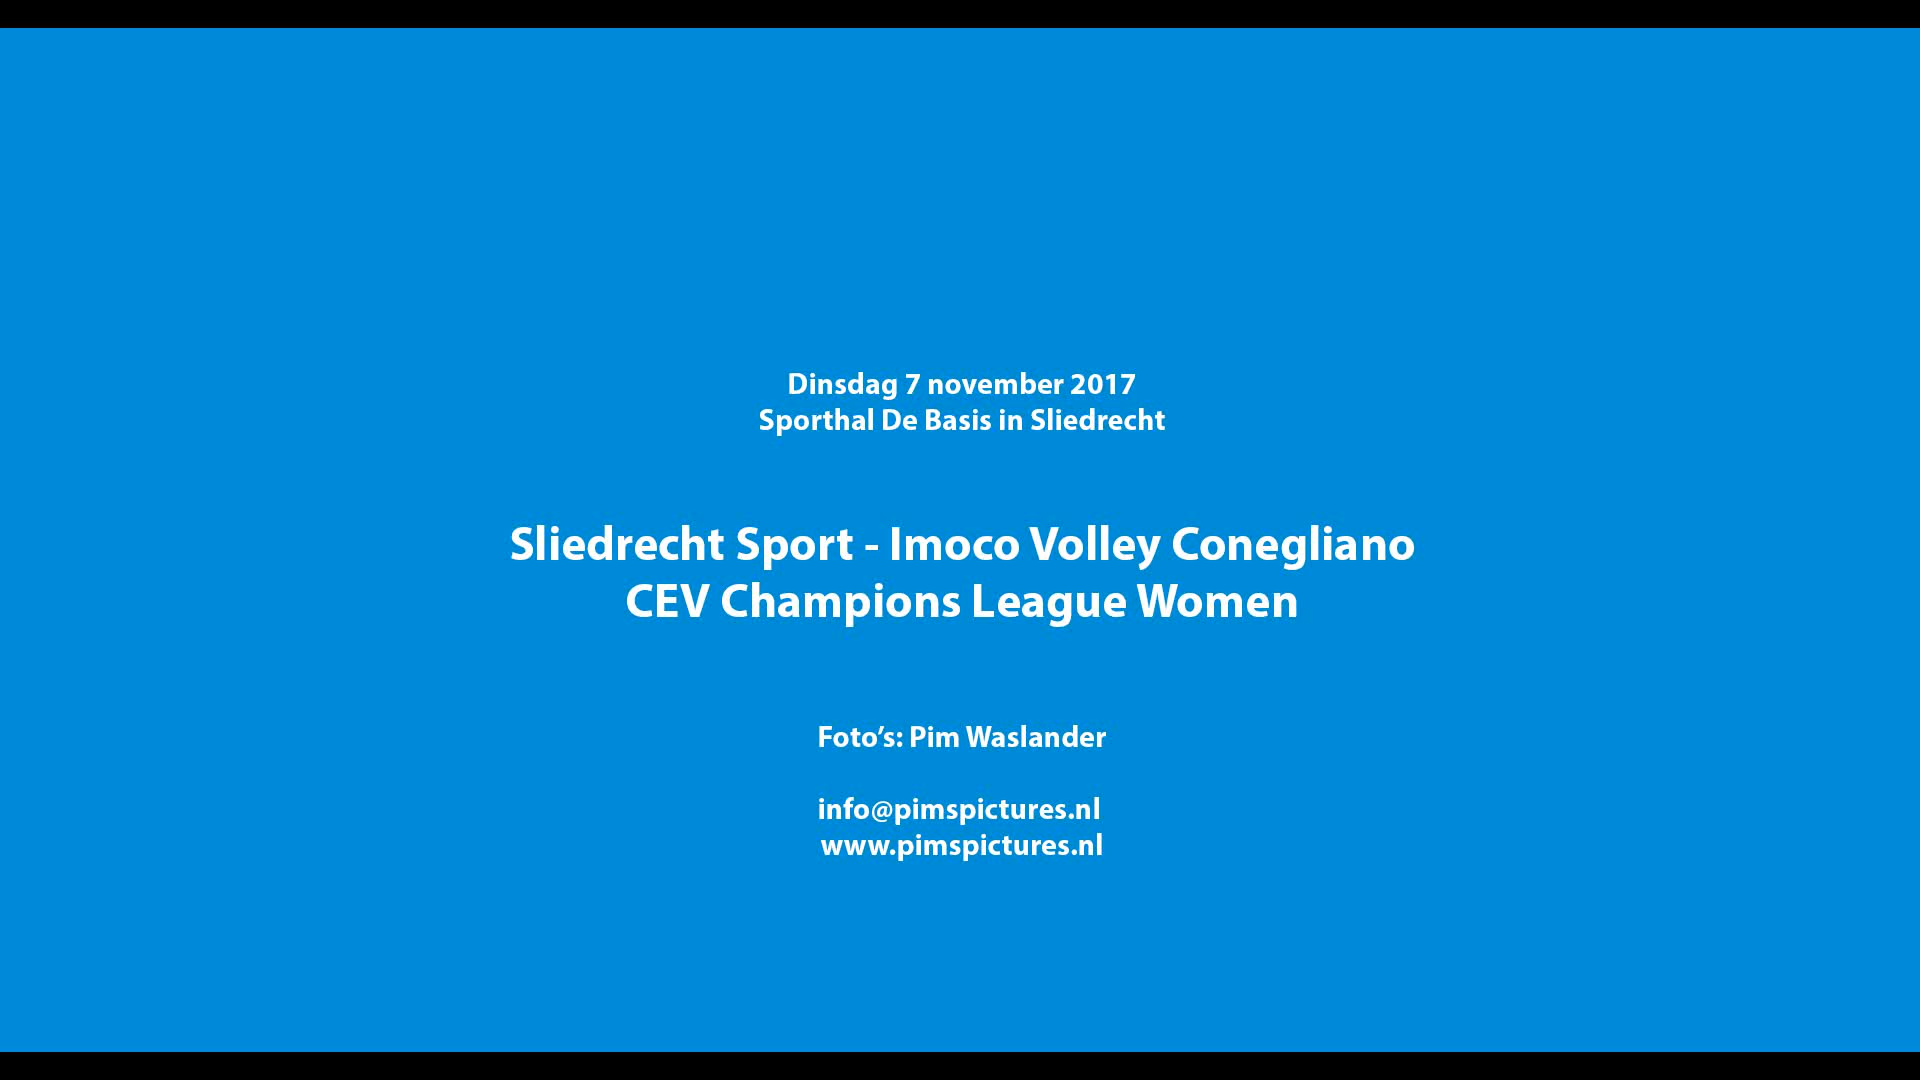 Dinsdag 7 november 2017
Sporthal De Basis in Sliedrecht
Sliedrecht Sport - Imoco Volley Conegliano
CEV Champions League Women
Foto’s: Pim Waslander
info@pimspictures.nl
www.pimspictures.nl